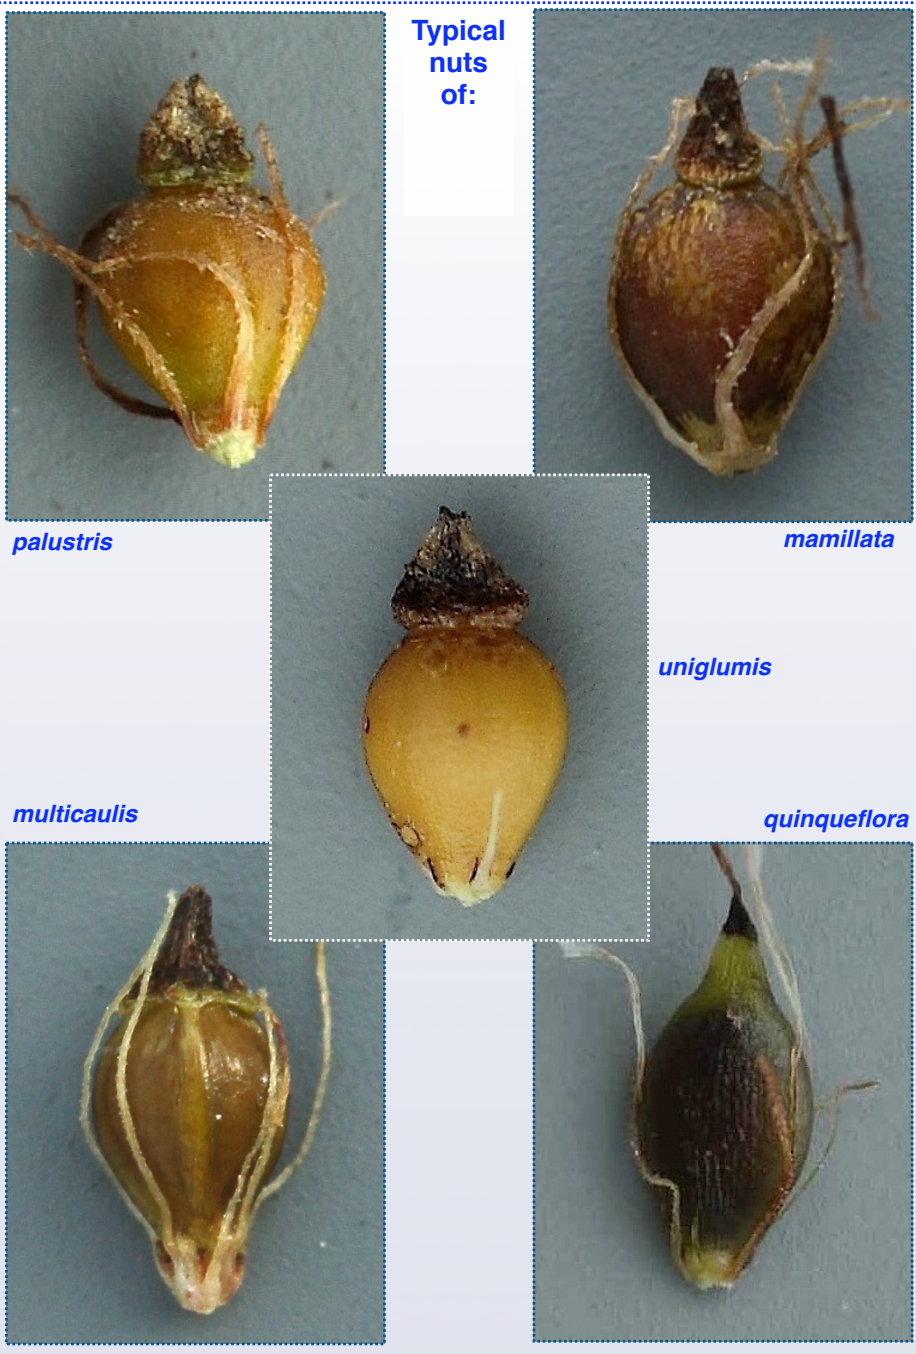 Typical
nuts
of:
palustris
mamillata
uniglumis
multicaulis
quinqueflora